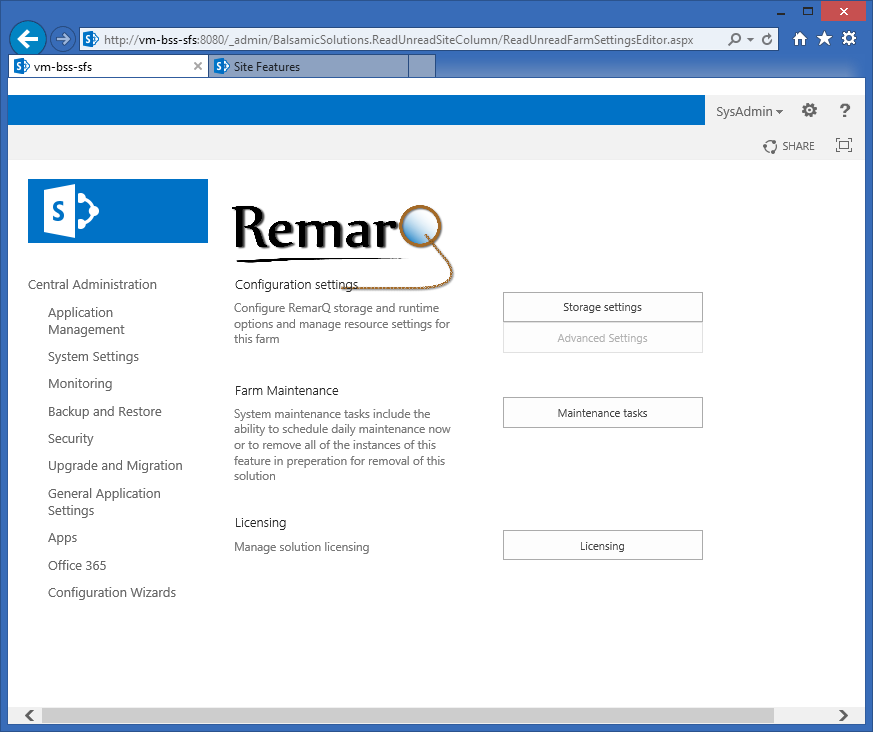 http://vm-bss-sfs:8080/_admin/BalsamicSolutions.ReadUnreadSiteColumn/ReadUnreadFarmSettingsEditor.aspx
vm-bss-sfs
Site Features
SysAdmin
?
SHARE
S
RemarQ
Central Administration
Application
Management
System Settings
Monitoring
Backup and Restore
Security
Upgrade and Migration
General Application
Settings
Apps
Office 365
Configuration Wizards
Configuration settings
Configure RemarQ storage and runtime
options and manage resource settings for
this farm
Storage settings
Advanced Settings
Farm Maintenance
System maintenance tasks include the
ability to schedule daily maintenance now
or to remove all of the instances of this
feature in preperation for removal of this
solution
Maintenance tasks
Licensing
Manage solution licensing
Licensing